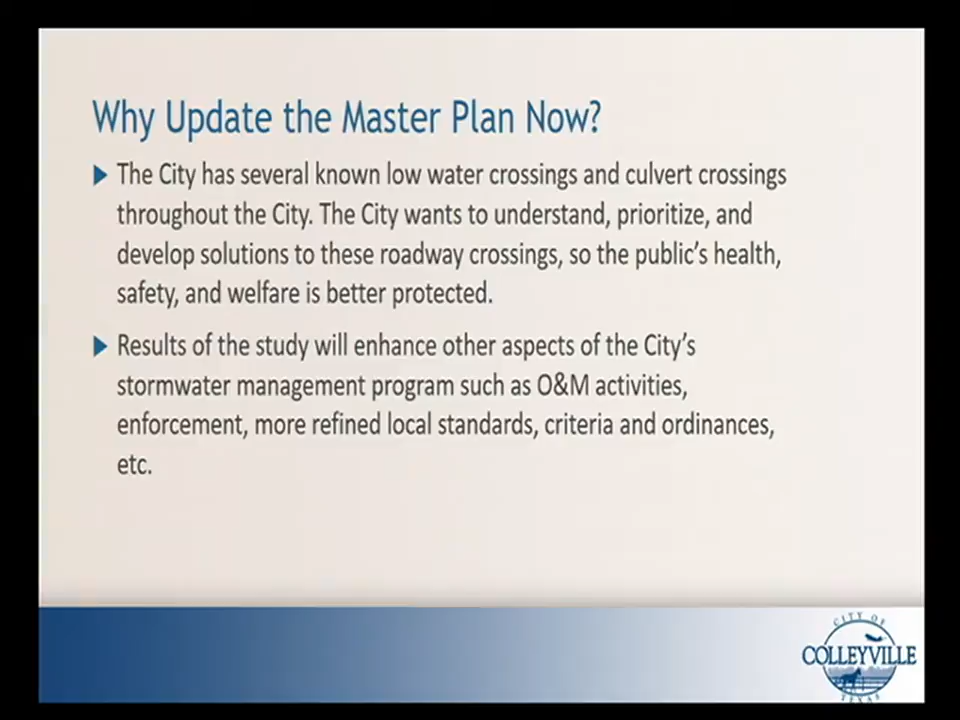 Why Update the Master Plan Now?
The City has several known low water crossings and culvert crossings
throughout the City. The City wants to understand, prioritize, and
develop solutions to these roadway crossings, so the public's health,
safety, and welfare is better protected.
Results of the study will enhance other aspects of the City's
stormwater management program such as O&M activities,
enforcement, more refined local standards, criteria and ordinances,
etc.
CITY OF
COLLEYVILLE
TEXAS